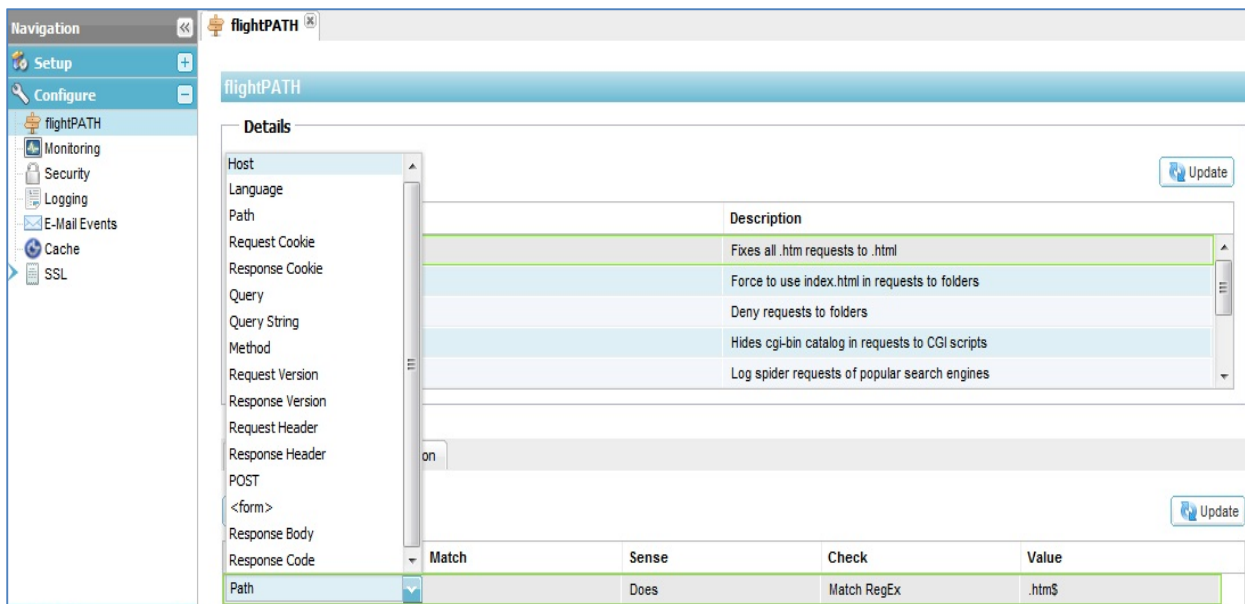 Navigation
flightPATH
Setup
Configure
flightPATH
Monitoring
Security
Logging
E-Mail Events
Cache
SSL
flightPATH
Details
Update
Description
Fixes all .htm requests to .html
Force to use index.html in requests to folders
Deny requests to folders
Hides cgi-bin catalog in requests to CGI scripts
Log spider requests of popular search engines
Host
Language
Path
Request Cookie
Response Cookie
Query
Query String
Method
Request Version
Response Version
Request Header
Response Header
POST
<form>
Response Body
Response Code
on
Update
Match Sense Check Value
Path Does Match RegEx .htm$